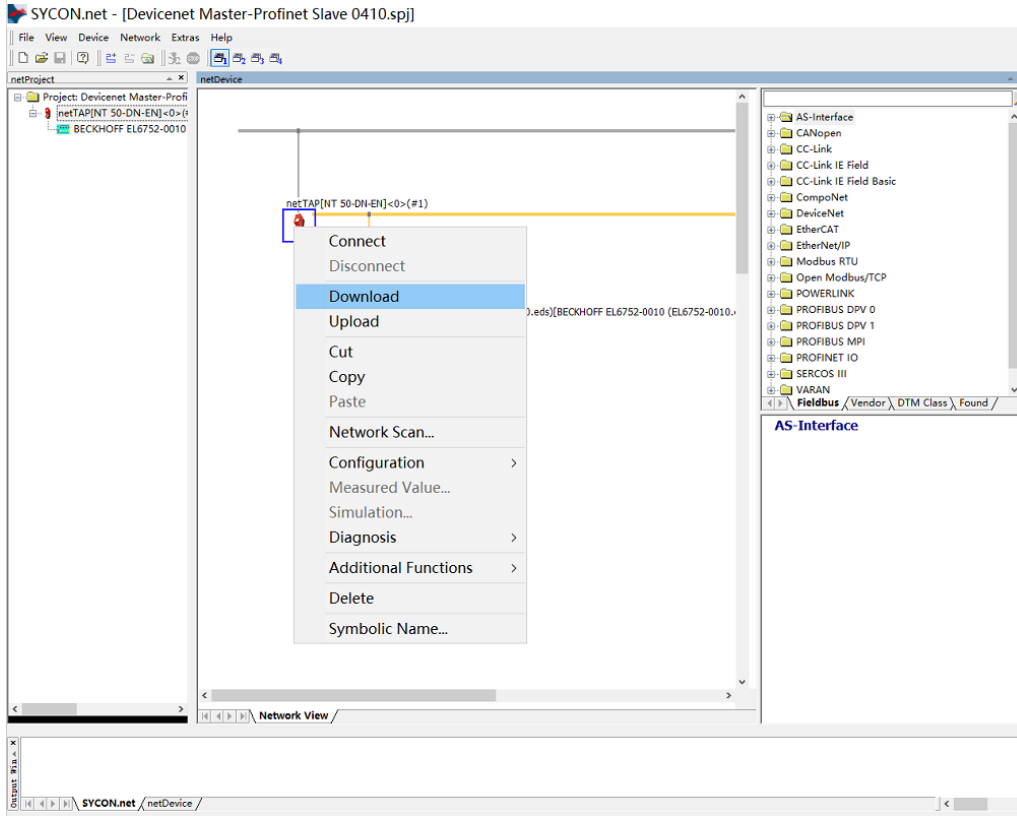 SYCON.net - [Devicenet Master-Profinet Slave 0410.spj]
File View Device Network Extras Help
netProject
netDevice
Project: Devicenet Master-Profi
netTAP[NT 50-DN-EN]<0>(#
BECKHOFF EL6752-0010
netTAP[NT 50-DN-EN]<0>(#1)
Connect
Disconnect
Download
Upload
Cut
Copy
Paste
Network Scan...
Configuration
Measured Value...
Simulation...
Diagnosis
Additional Functions
Delete
Symbolic Name...
0.eds)[BECKHOFF EL6752-0010 (EL6752-0010.
Network View
AS-Interface
CANopen
CC-Link
CC-Link IE Field
CC-Link IE Field Basic
CompoNet
DeviceNet
EtherCAT
EtherNet/IP
Modbus RTU
Open Modbus/TCP
POWERLINK
PROFIBUS DPV 0
PROFIBUS DPV 1
PROFIBUS MPI
PROFINET IO
SERCOS III
VARAN
Fieldbus Vendor DTM Class Found
AS-Interface
Output Win
SYCON.net netDevice